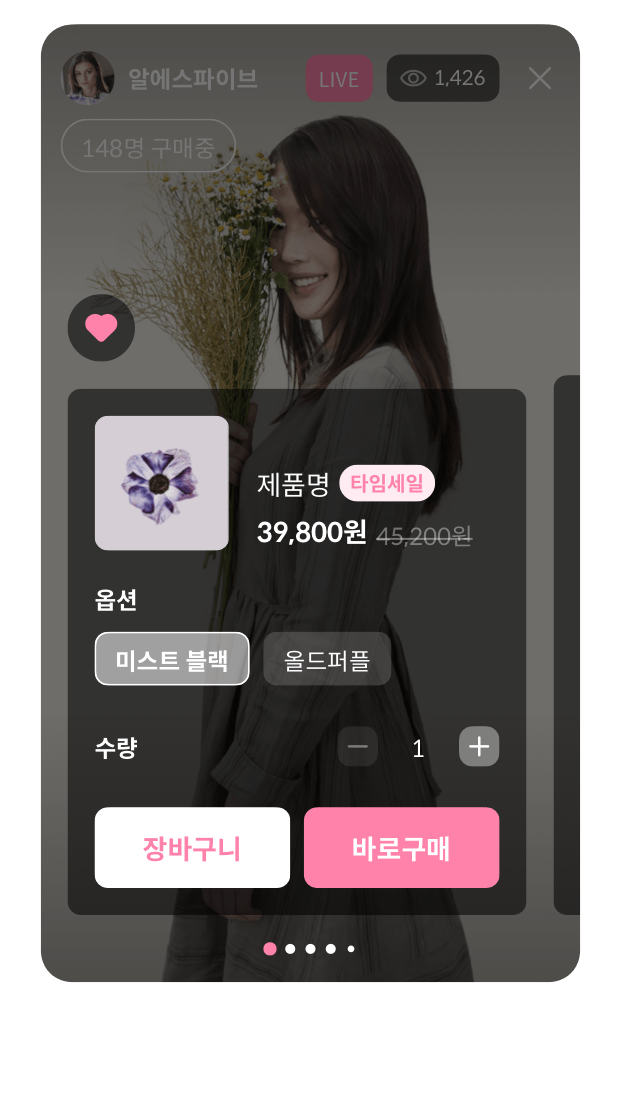 알에스파이브 LIVE 1,426
148명 구매중
제품명 타임세일
39,800원 45,200원
옵션
미스트 블랙 올드퍼플
수량 1
장바구니 바로구매